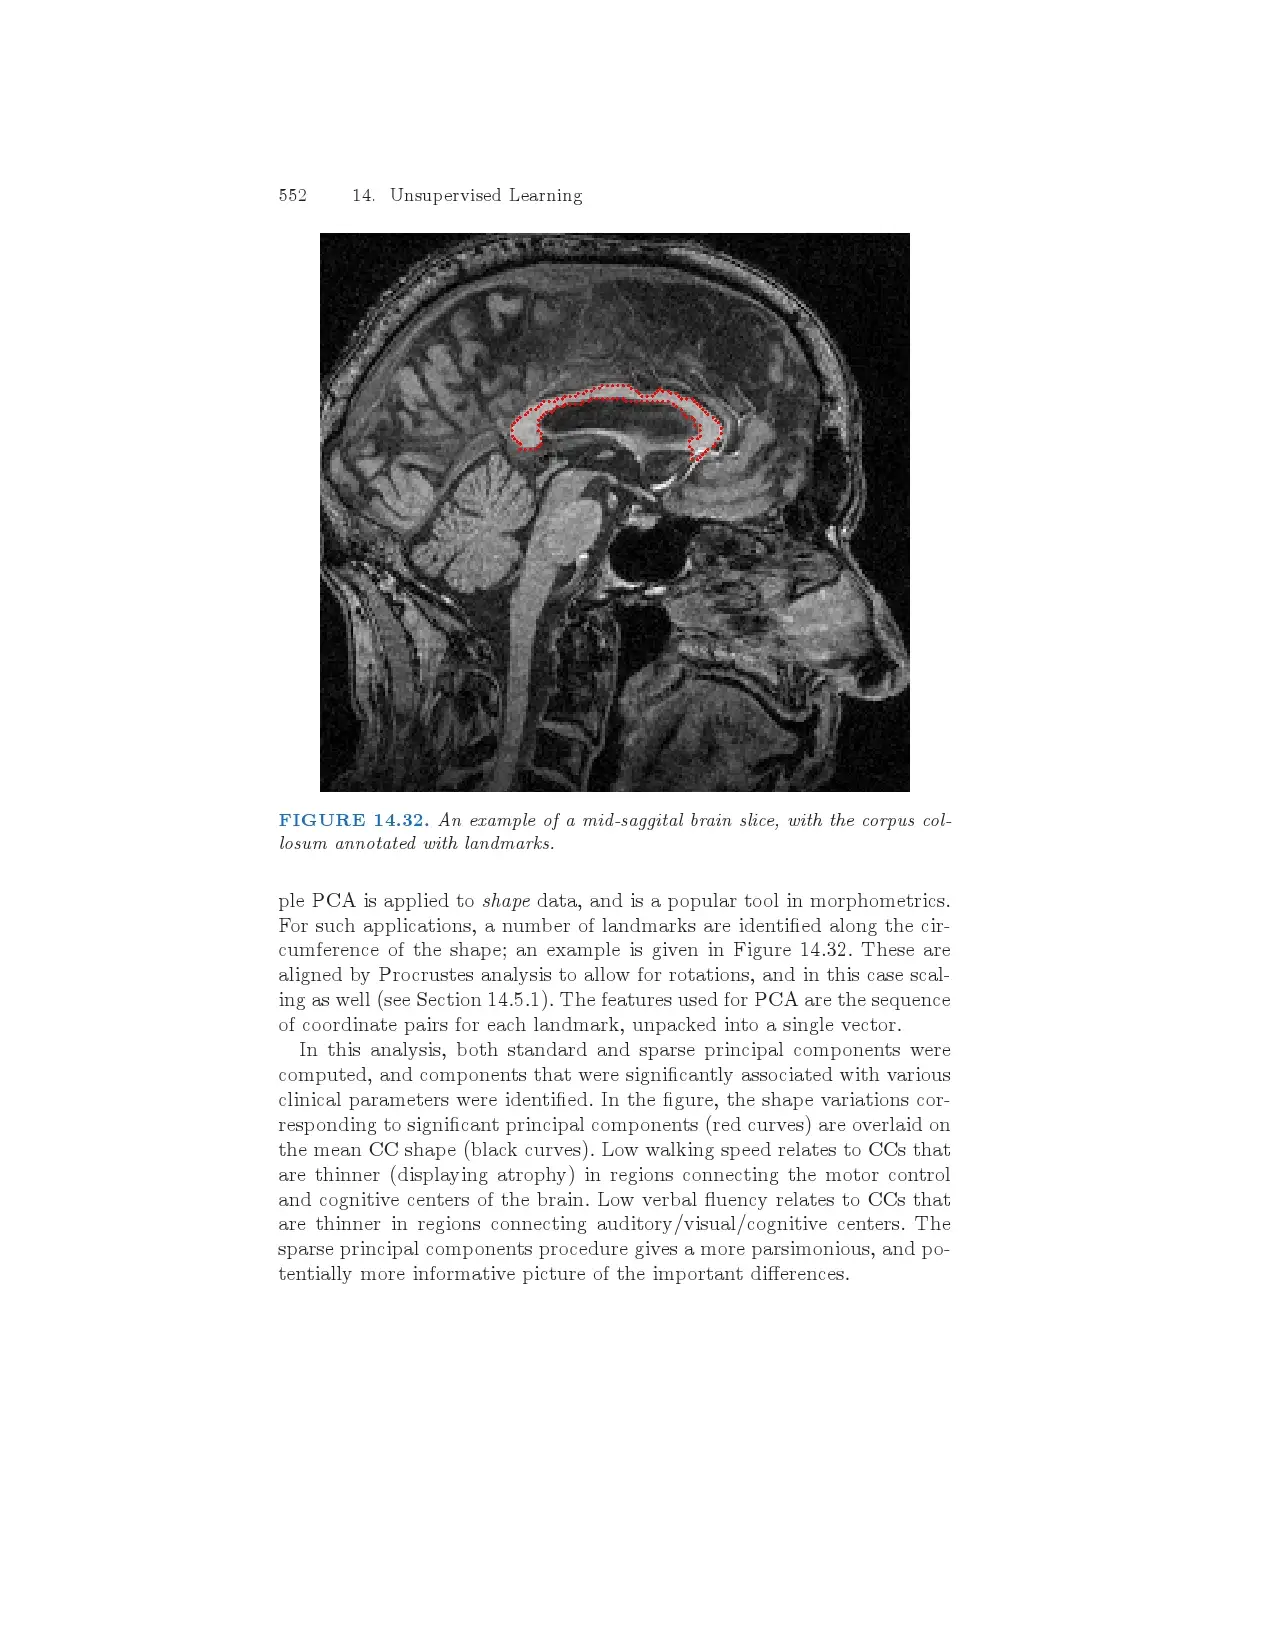 552 14. Unsupervised Learning
FIGURE 14.32. An example of a mid-saggital brain slice, with the corpus col-
losum annotated with landmarks.
ple PCA is applied to shape data, and is a popular tool in morphometrics.
For such applications, a number of landmarks are identified along the cir-
cumference of the shape; an example is given in Figure 14.32. These are
aligned by Procrustes analysis to allow for rotations, and in this case scal-
ing as well (see Section 14.5.1). The features used for PCA are the sequence
of coordinate pairs for each landmark, unpacked into a single vector.
In this analysis, both standard and sparse principal components were
computed, and components that were significantly associated with various
clinical parameters were identified. In the figure, the shape variations cor-
responding to significant principal components (red curves) are overlaid on
the mean CC shape (black curves). Low walking speed relates to CCs that
are thinner (displaying atrophy) in regions connecting the motor control
and cognitive centers of the brain. Low verbal fluency relates to CCs that
are thinner in regions connecting auditory/visual/cognitive centers. The
sparse principal components procedure gives a more parsimonious, and po-
tentially more informative picture of the important differences.